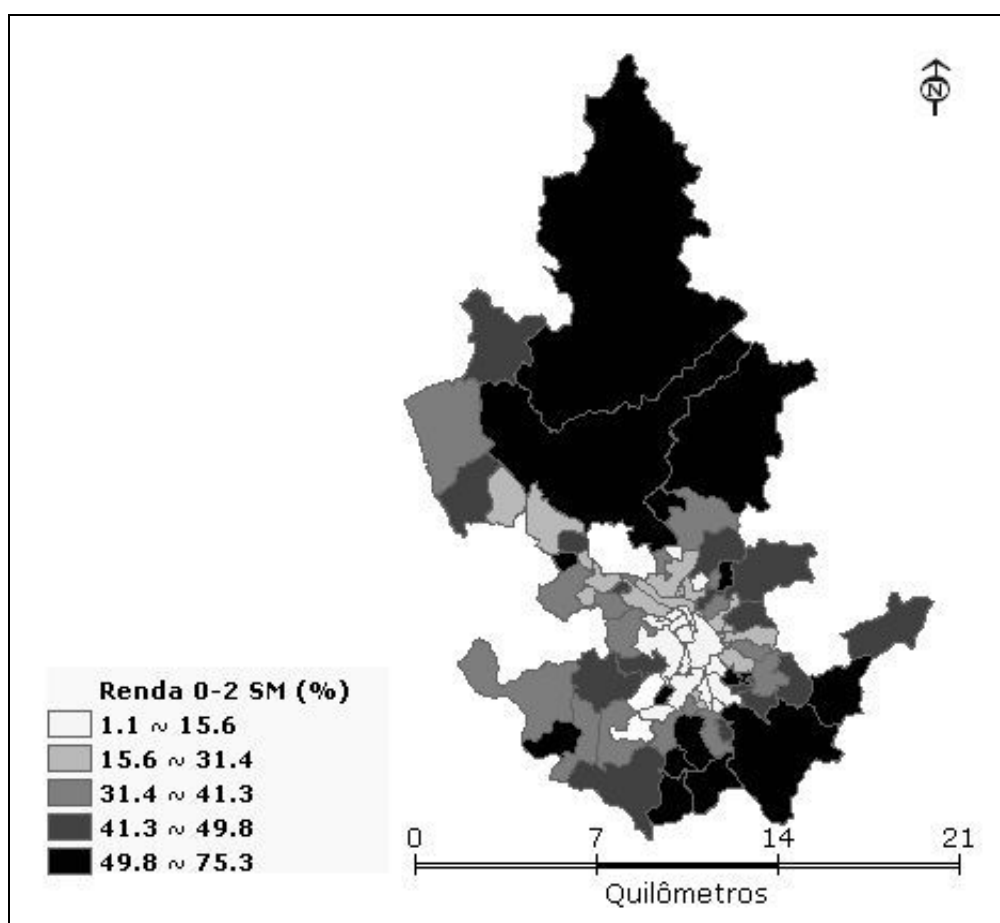 N
Renda 0-2 SM (%)
1.1 ~ 15.6
15.6 ~ 31.4
31.4 ~ 41.3
41.3 ~ 49.8
49.8 ~ 75.3
0 7 14 21
Quilômetros